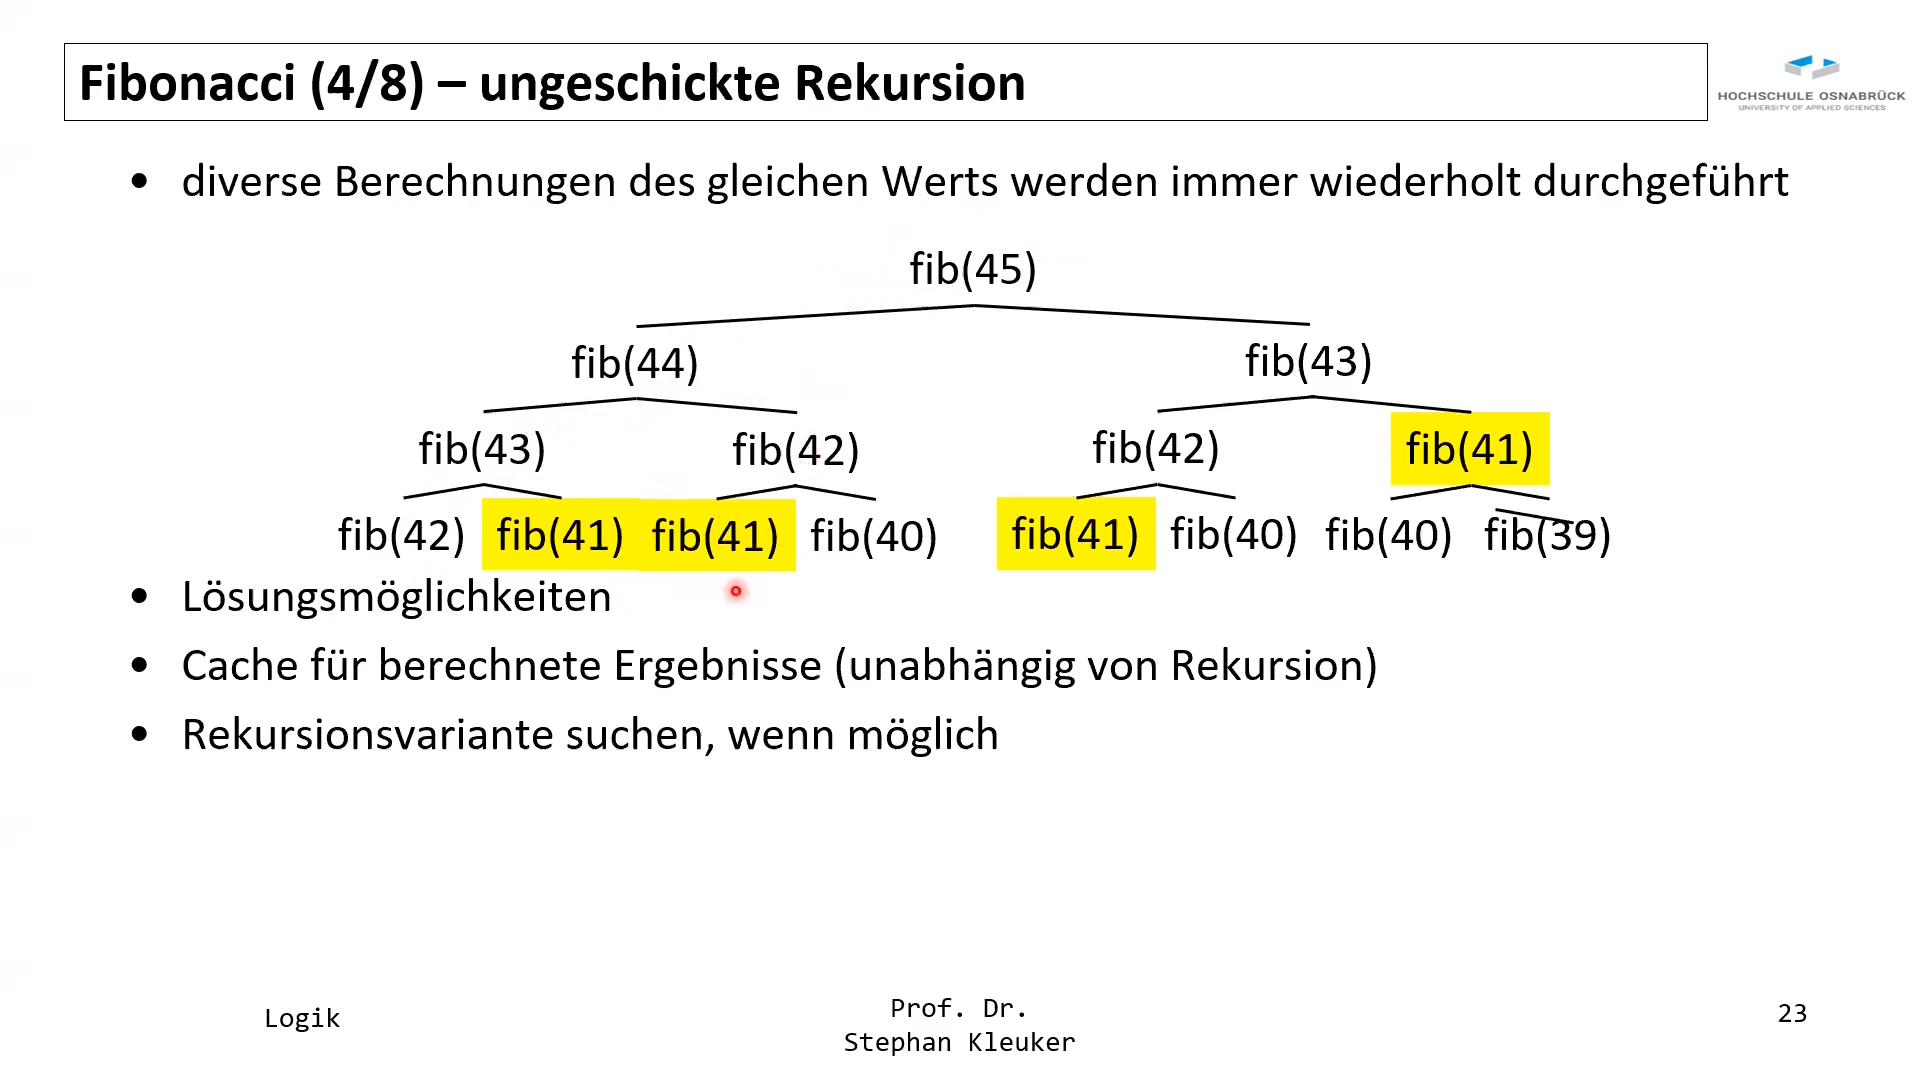 Fibonacci (4/8) – ungeschickte Rekursion
HOCHSCHULE OSNABRÜCK
UNIVERSITY OF APPLIED SCIENCES
• diverse Berechnungen des gleichen Werts werden immer wiederholt durchgeführt
fib(45)
fib(44) fib(43)
fib(43) fib(42) fib(42) fib(41)
fib(42) fib(41) fib(41) fib(40) fib(41) fib(40) fib(40) fib(39)
• Lösungsmöglichkeiten
• Cache für berechnete Ergebnisse (unabhängig von Rekursion)
• Rekursionsvariante suchen, wenn möglich
Logik
Prof. Dr.
Stephan Kleuker
23